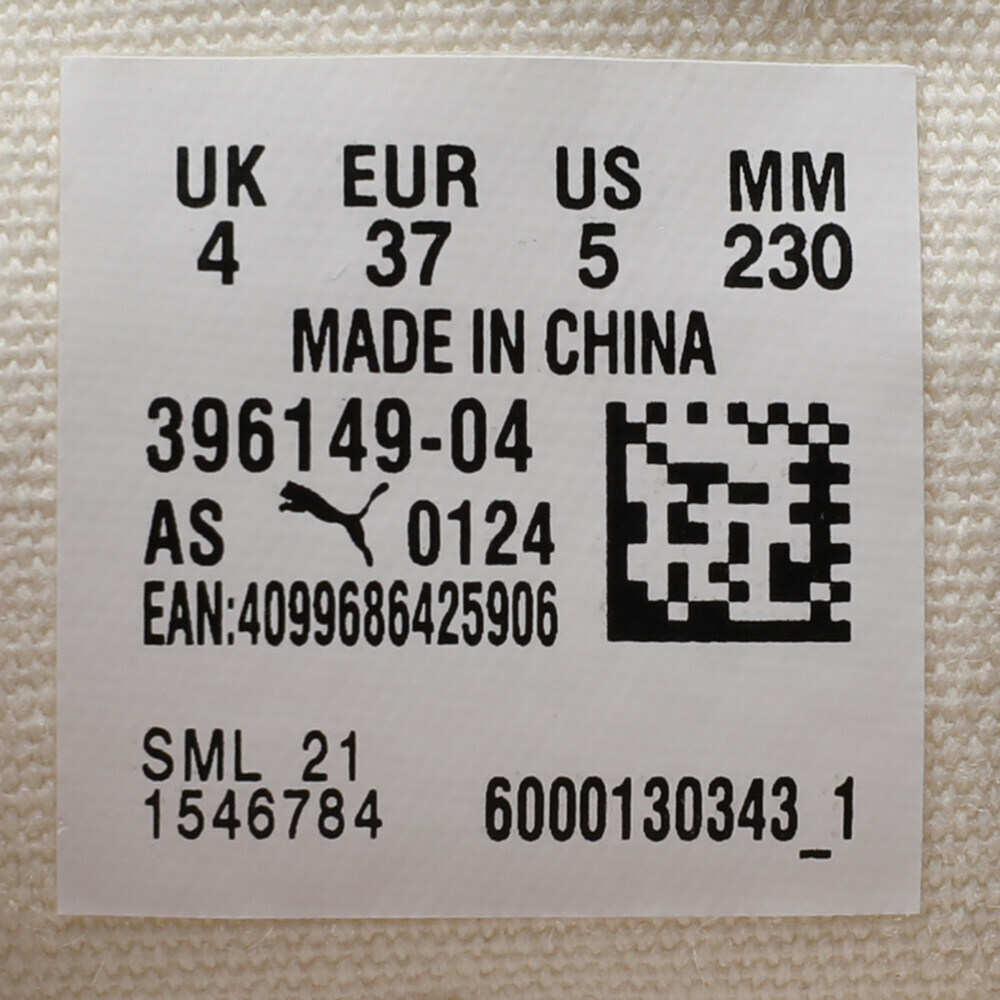 UK EUR US MM
4 37 5 230
MADE IN CHINA
396149-04
AS 0124
EAN:4099686425906
SML 21
1546784
6000130343_1